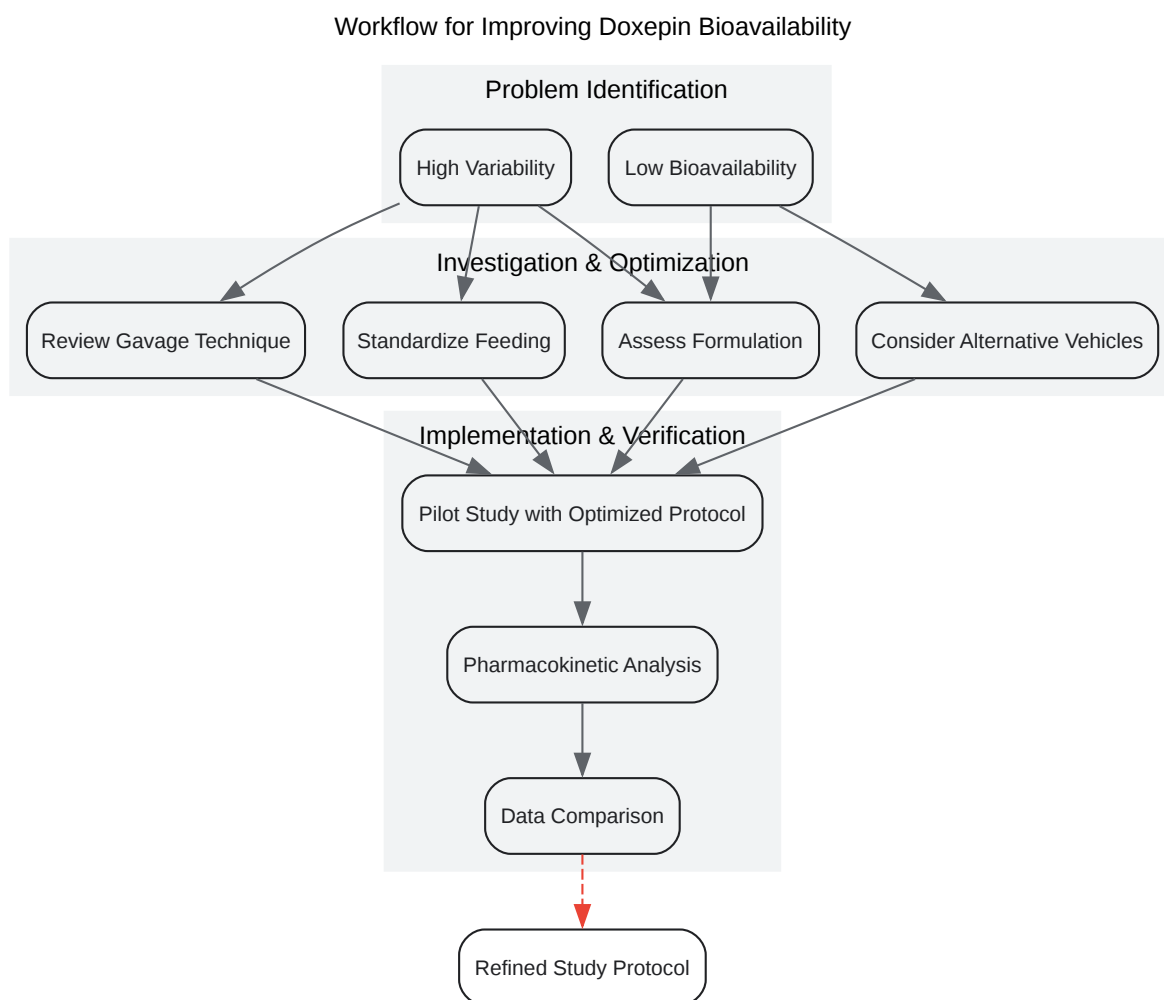 Workflow for Improving Doxepin Bioavailability
Problem Identification
High Variability
Low Bioavailability
Investigation & Optimization
Review Gavage Technique
Standardize Feeding
Assess Formulation
Consider Alternative Vehicles
Implementation & Verification
Pilot Study with Optimized Protocol
Pharmacokinetic Analysis
Data Comparison
Refined Study Protocol